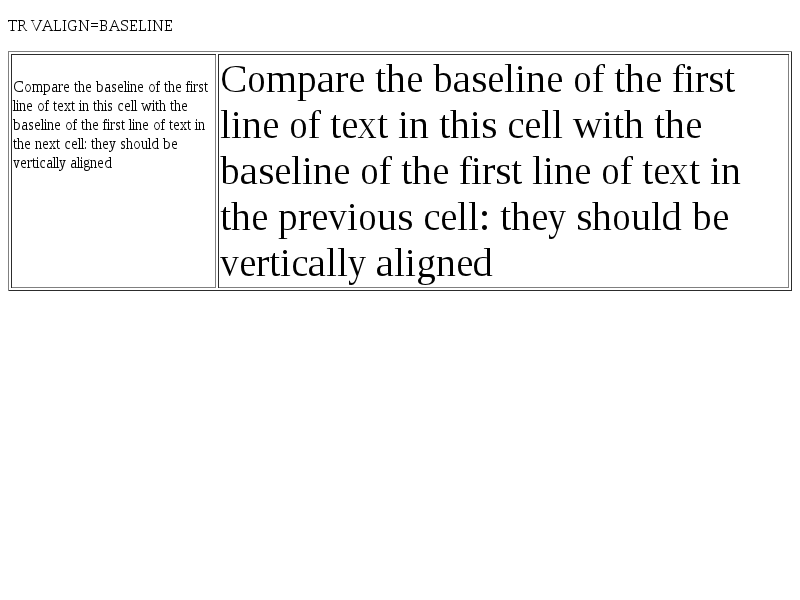 TR VALIGN=BASELINE
Compare the baseline of the first
line of text in this cell with the
baseline of the first line of text in
the next cell: they should be
vertically aligned
Compare the baseline of the first
line of text in this cell with the
baseline of the first line of text in
the previous cell: they should be
vertically aligned